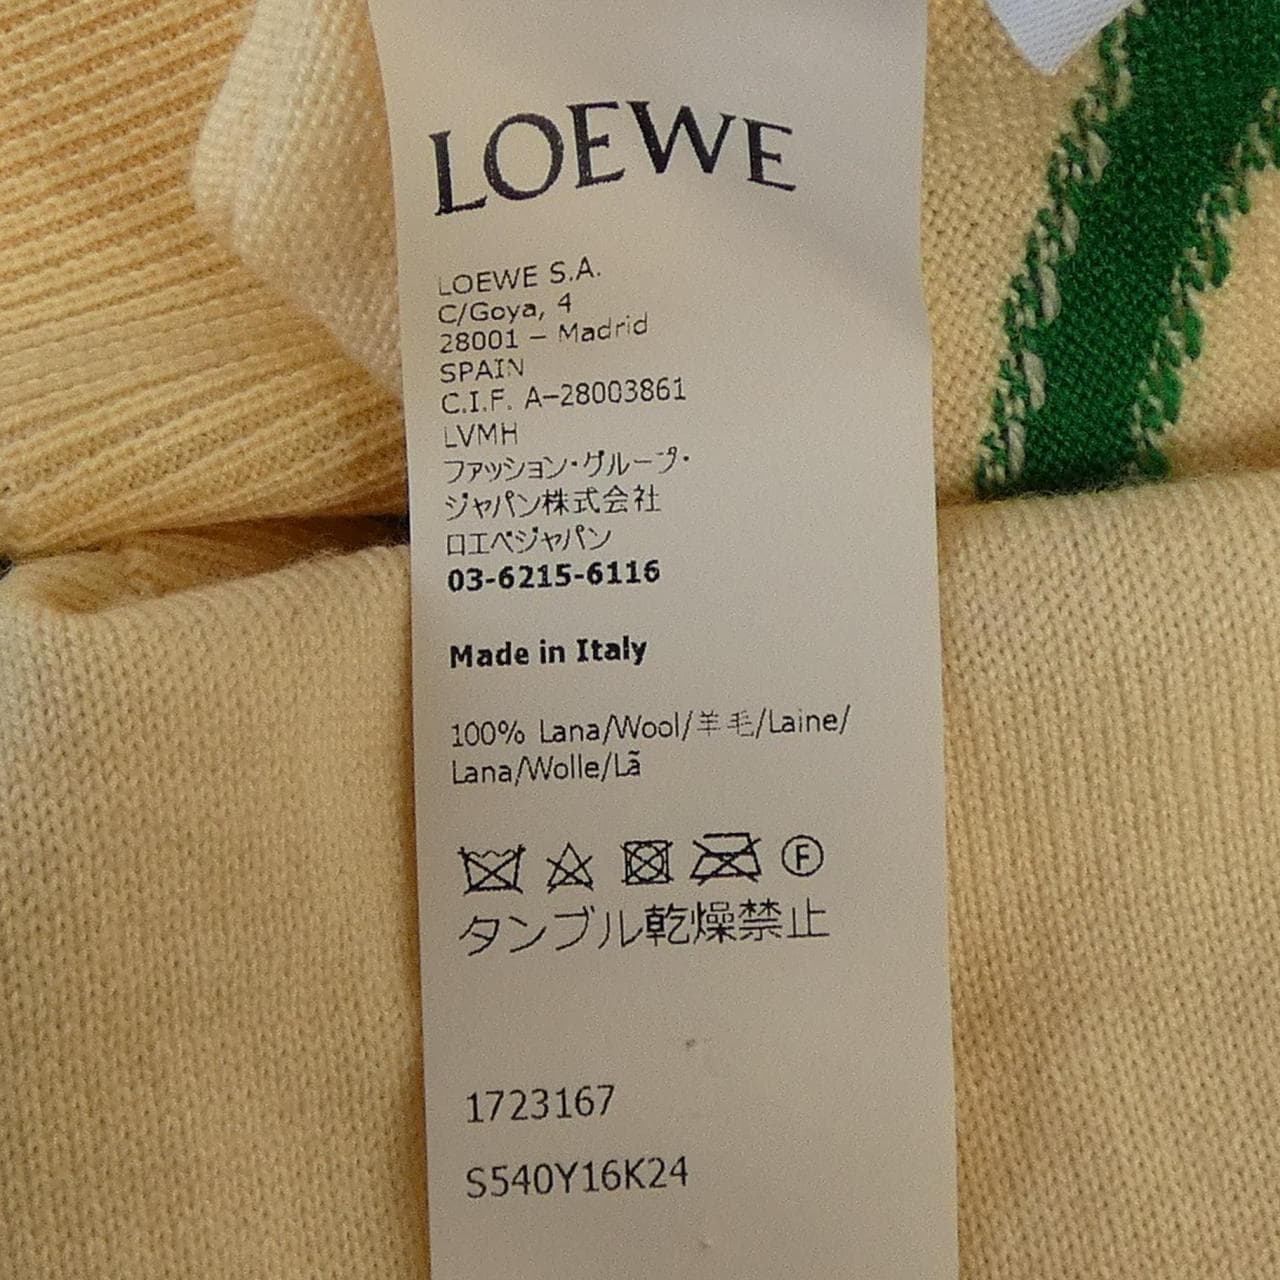 LOEWE
LOEWE S.A.
C/Goya, 4
28001 – Madrid
SPAIN
C.I.F. A–28003861
LVMH
ファッション・グループ・
ジャパン株式会社
ロエベジャパン
03-6215-6116
Made in Italy
100% Lana/Wool/羊毛/Laine/
Lana/Wolle/Lã
F
タンブル乾燥禁止
1723167
S540Y16K24